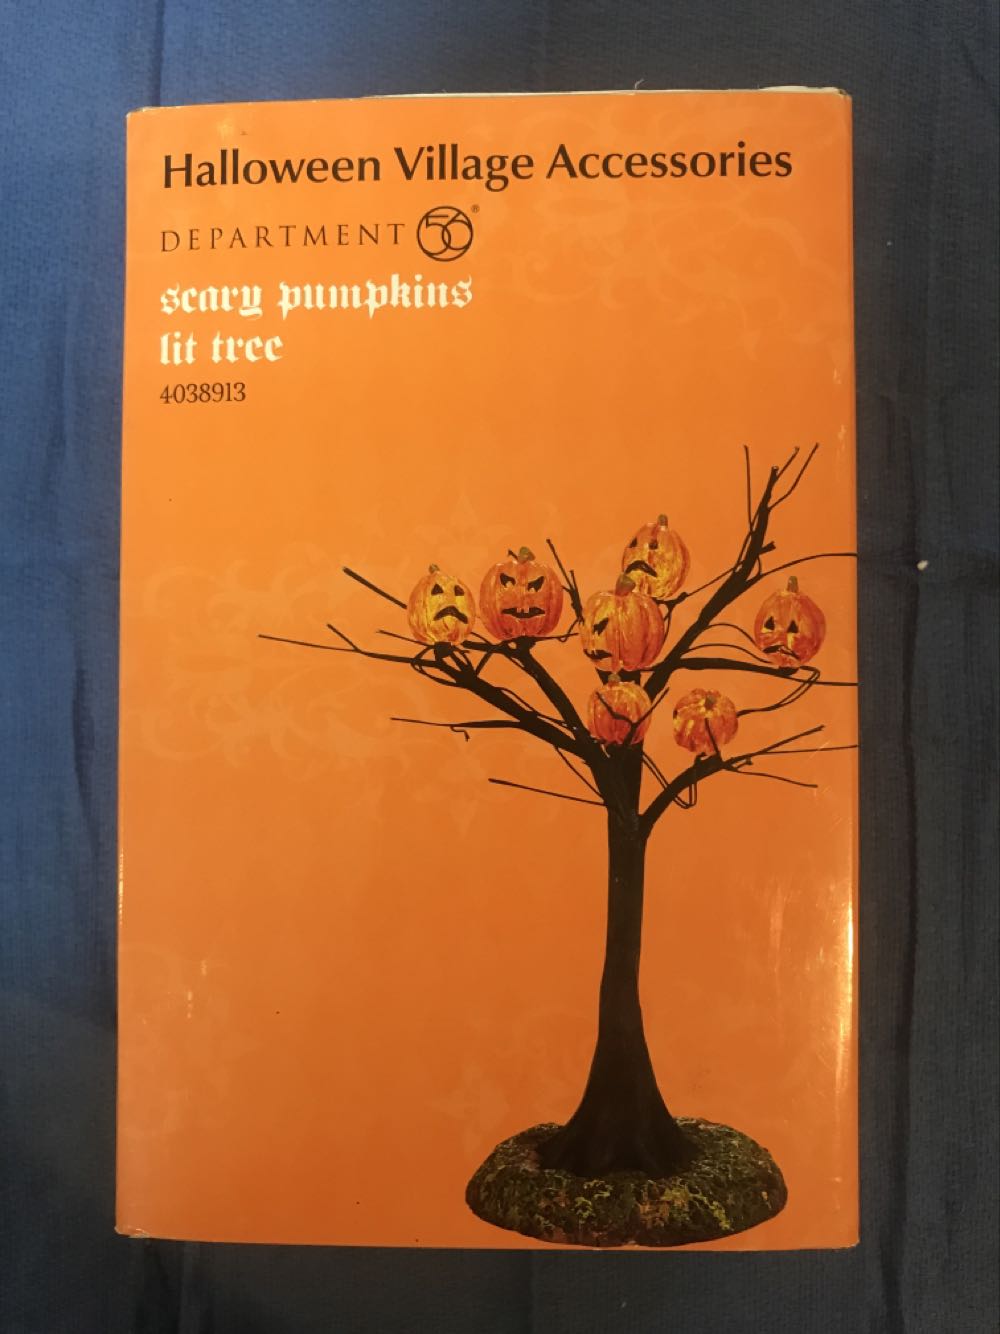 Halloween Village Accessories
DEPARTMENT 56®
scary pumpkins
lit tree
4038913